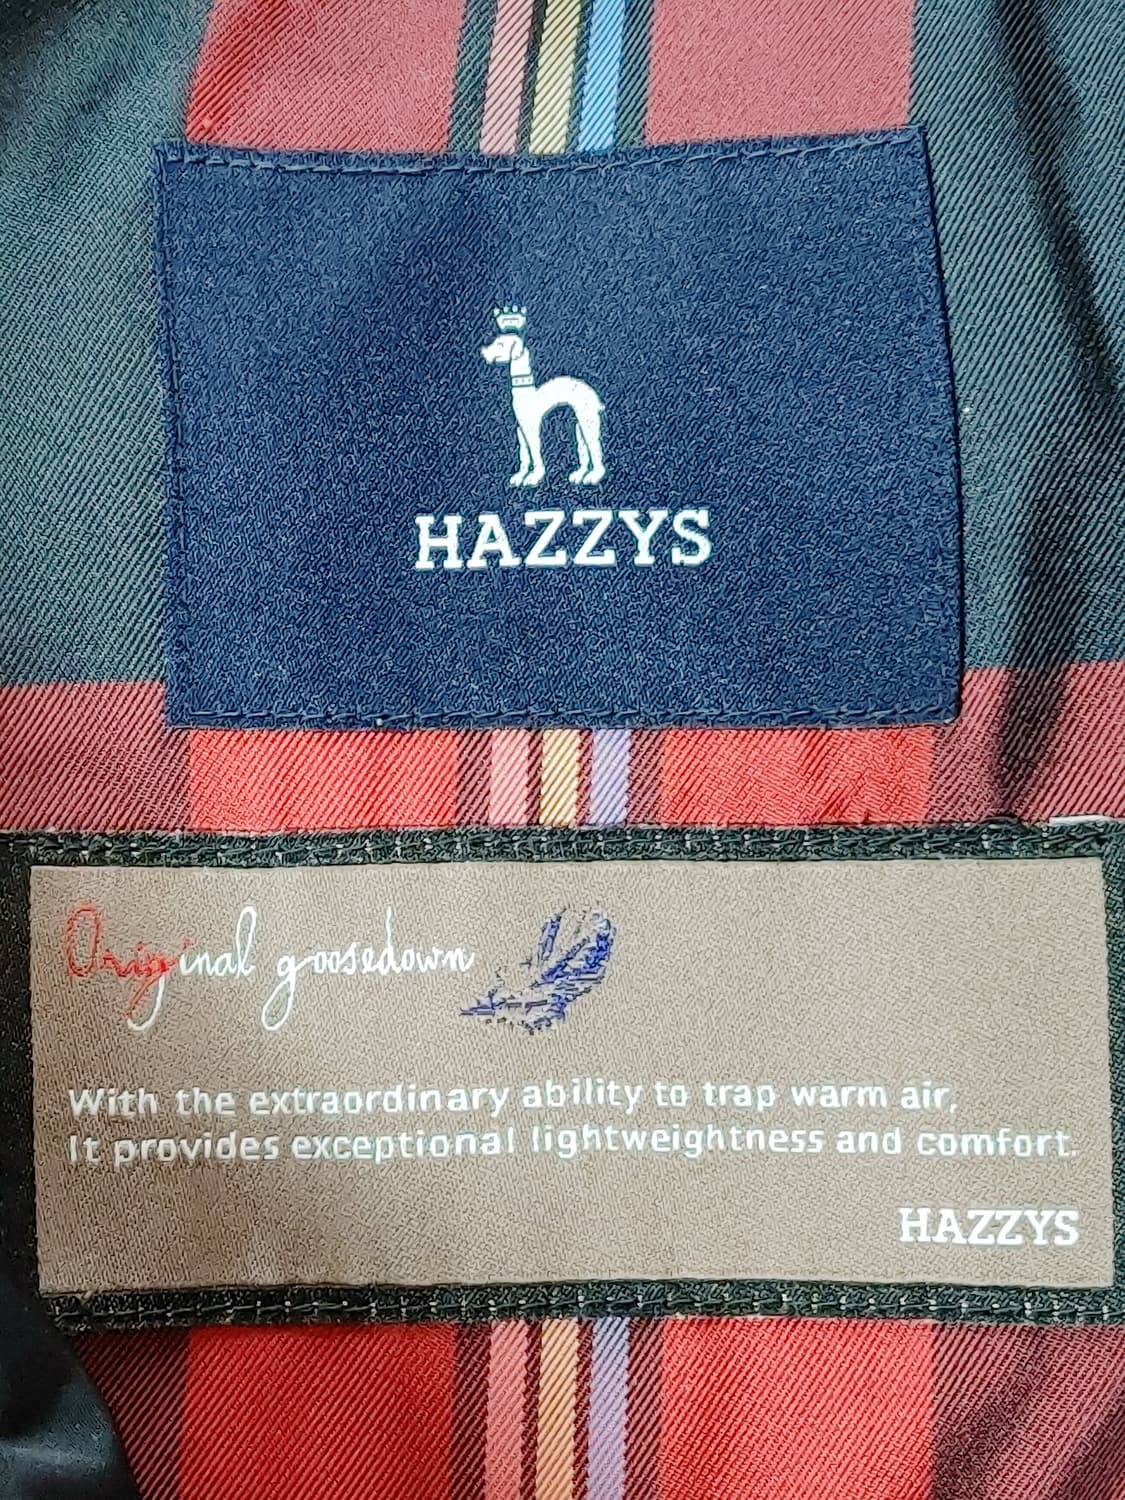 HAZZYS
Original goosedown
With the extraordinary ability to trap warm air,
It provides exceptional lightweightness and comfort.
HAZZYS